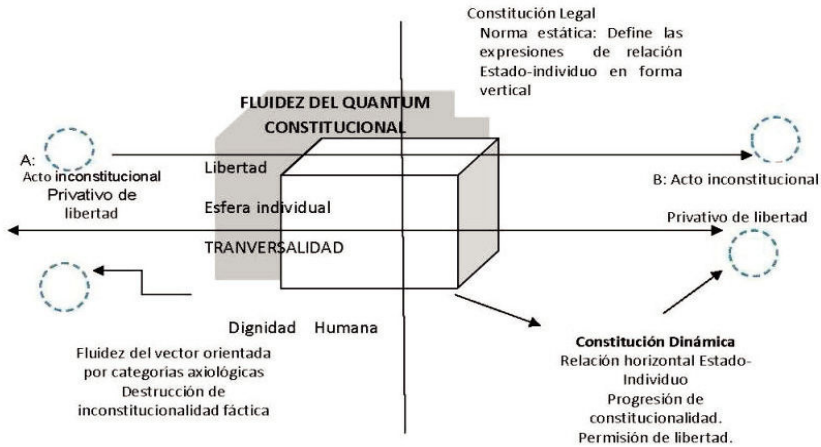 Constitución Legal
Norma estática: Define las
expresiones de relación
Estado-individuo en forma
vertical
FLUIDEZ DEL QUANTUM
CONSTITUCIONAL
A:
Acto inconstitucional
Privativo de
libertad
Libertad
Esfera individual
TRANVERSALIDAD
B: Acto inconstitucional
Privativo de libertad
Dignidad Humana
Fluidez del vector orientada
por categorías axiológicas
Destrucción de
inconstitucionalidad fáctica
Constitución Dinámica
Relación horizontal Estado-
Individuo
Progresión de
constitucionalidad.
Permisión de libertad.